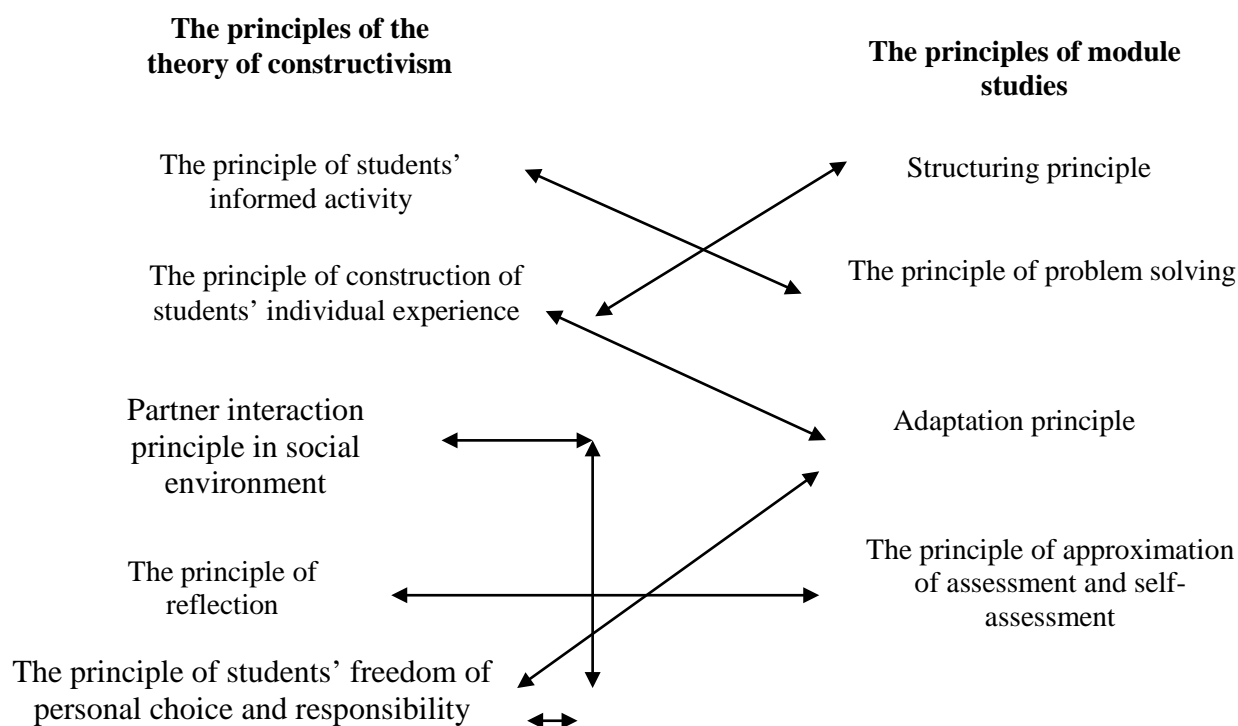 The principles of the
theory of constructivism
The principles of module
studies
The principle of students’
informed activity
Structuring principle
The principle of construction of
students’ individual experience
The principle of problem solving
Partner interaction
principle in social
environment
Adaptation principle
The principle of
reflection
The principle of approximation
of assessment and self-
assessment
The principle of students’ freedom of
personal choice and responsibility